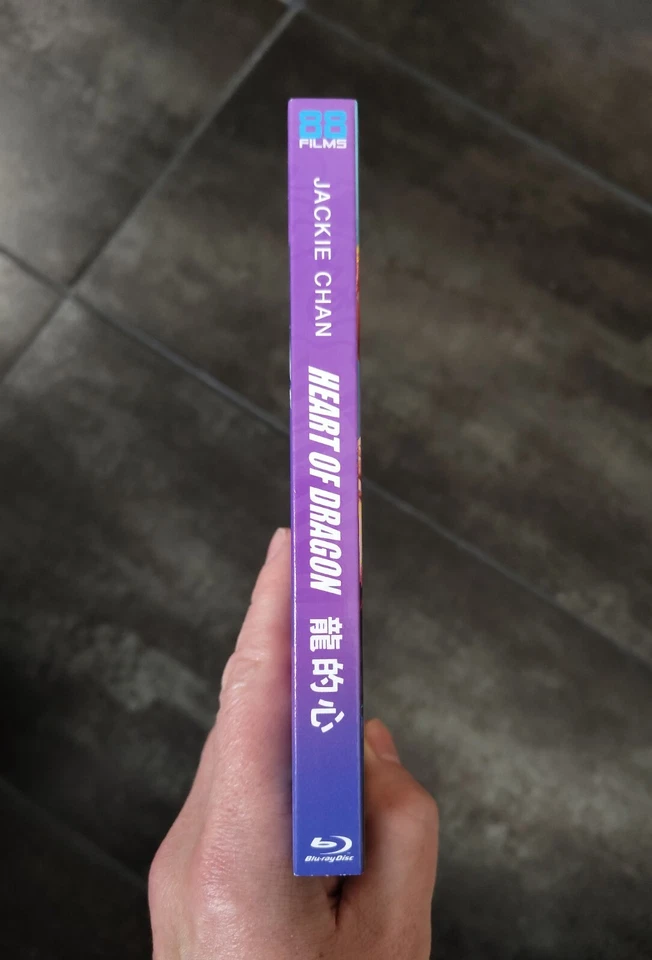 88
FILMS
JACKIE CHAN
HEART OF DRAGON
龍的心
Blu-ray Disc